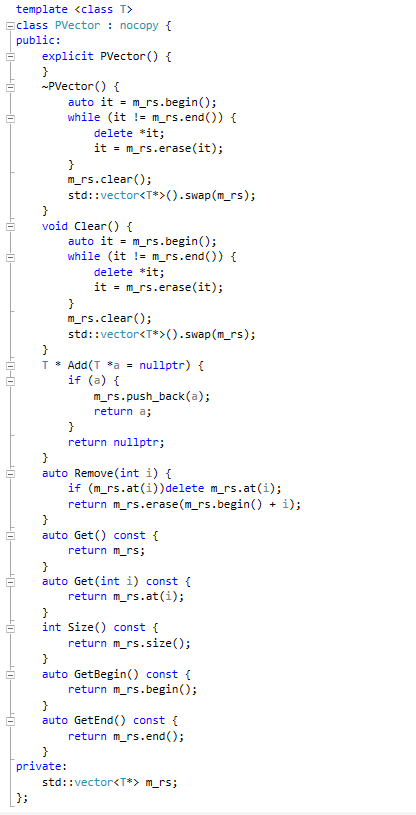 template <class T>
class PVector : nocopy {
public:
    explicit PVector() {
    }
    ~PVector() {
        auto it = m_rs.begin();
        while (it != m_rs.end()) {
            delete *it;
            it = m_rs.erase(it);
        }
        m_rs.clear();
        std::vector<T*>().swap(m_rs);
    }
    void Clear() {
        auto it = m_rs.begin();
        while (it != m_rs.end()) {
            delete *it;
            it = m_rs.erase(it);
        }
        m_rs.clear();
        std::vector<T*>().swap(m_rs);
    }
    T * Add(T *a = nullptr) {
        if (a) {
            m_rs.push_back(a);
            return a;
        }
        return nullptr;
    }
    auto Remove(int i) {
        if (m_rs.at(i))delete m_rs.at(i);
        return m_rs.erase(m_rs.begin() + i);
    }
    auto Get() const {
        return m_rs;
    }
    auto Get(int i) const {
        return m_rs.at(i);
    }
    int Size() const {
        return m_rs.size();
    }
    auto GetBegin() const {
        return m_rs.begin();
    }
    auto GetEnd() const {
        return m_rs.end();
    }
private:
    std::vector<T*> m_rs;
};